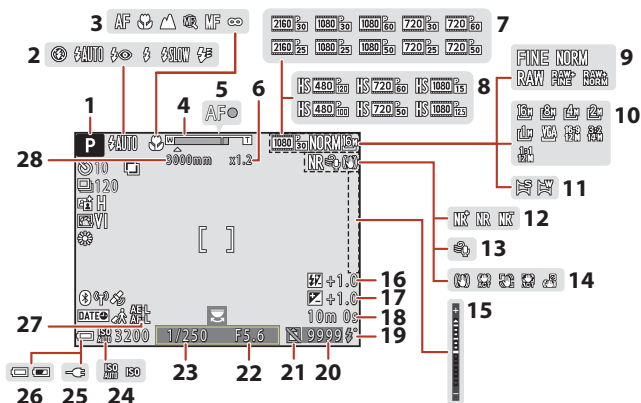 3 AF MF ∞
7 2160 P 30 1080 P 30 1080 P 60 720 P 30 720 P 60
2160 P 25 1080 P 25 1080 P 50 720 P 25 720 P 50
2 AUTO SLOW
9 FINE NORM
RAW RAW+ FINE RAW+ NORM
8 HS 480 P 120 HS 720 P 60 HS 1080 P 15
HS 480 P 100 HS 720 P 50 HS 1080 P
1 4 5 6
AF
10 16M 8M 4M 2M
1M VGA 16:9 12M 3:2 14M
1:1 12M
P AUTO W T 1080 P 30 NORM 16M
28 3000mm x1.2
10 NR
120
H
VI
11
12 NR+ NR NR-
13
14
15
+ −
+1.0 16
+1.0 17
DATE AE-L AF-L 10m 0s 18
27
ISO AUTO 3200 1/250 F5.6 9999 19
26 25 24 ISO AUTO ISO 23 22 21 20